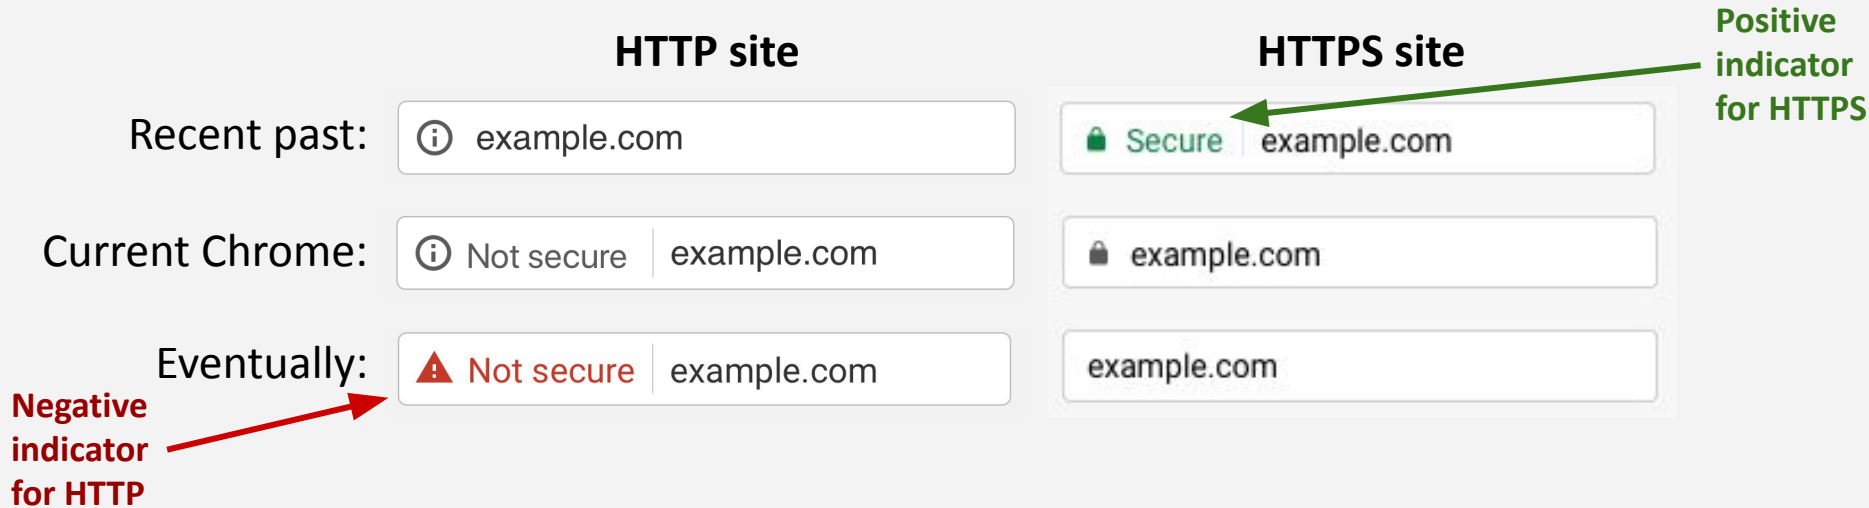 HTTP site
HTTPS site
Positive
indicator
for HTTPS
Recent past:
example.com
Secure
example.com
Current Chrome:
Not secure
example.com
example.com
Eventually:
Not secure
example.com
example.com
Negative
indicator
for HTTP